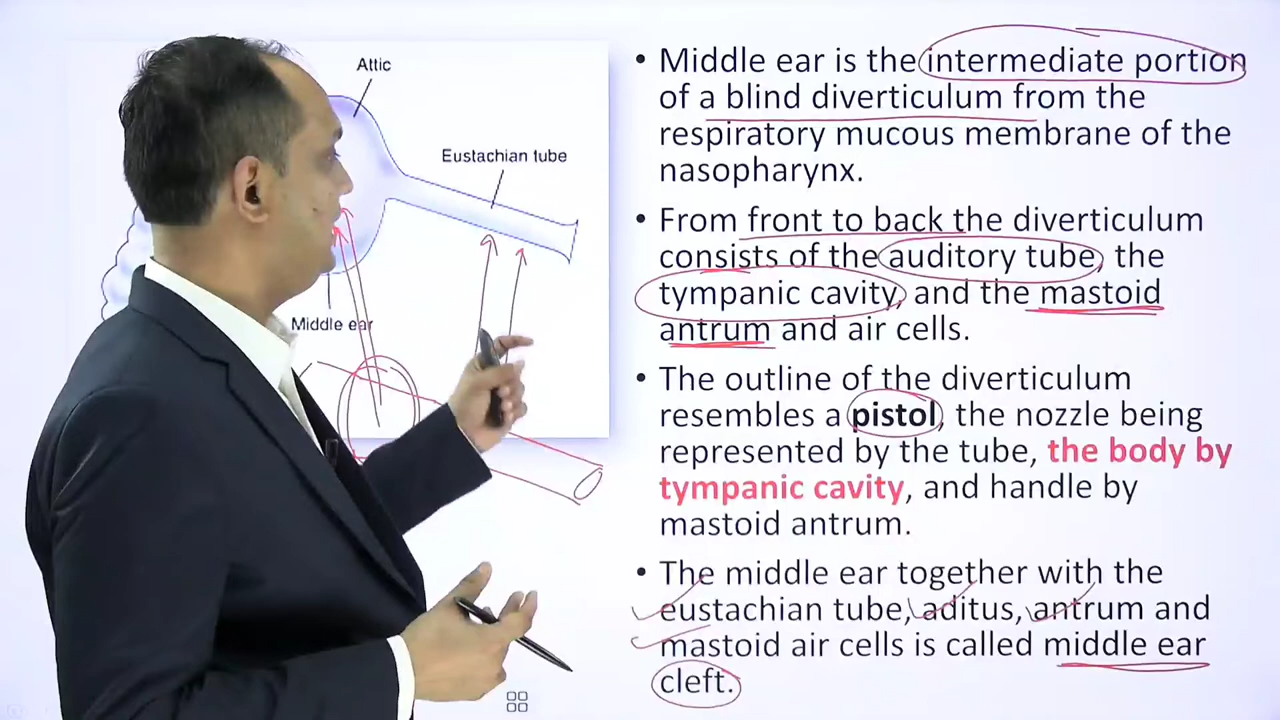 Attic
Eustachian tube
Middle ear
• Middle ear is the intermediate portion
of a blind diverticulum from the
respiratory mucous membrane of the
nasopharynx.
• From front to back the diverticulum
consists of the auditory tube, the
tympanic cavity, and the mastoid
antrum and air cells.
• The outline of the diverticulum
resembles a pistol, the nozzle being
represented by the tube, the body by
tympanic cavity, and handle by
mastoid antrum.
• The middle ear together with the
eustachian tube, aditus, antrum and
mastoid air cells is called middle ear
cleft.